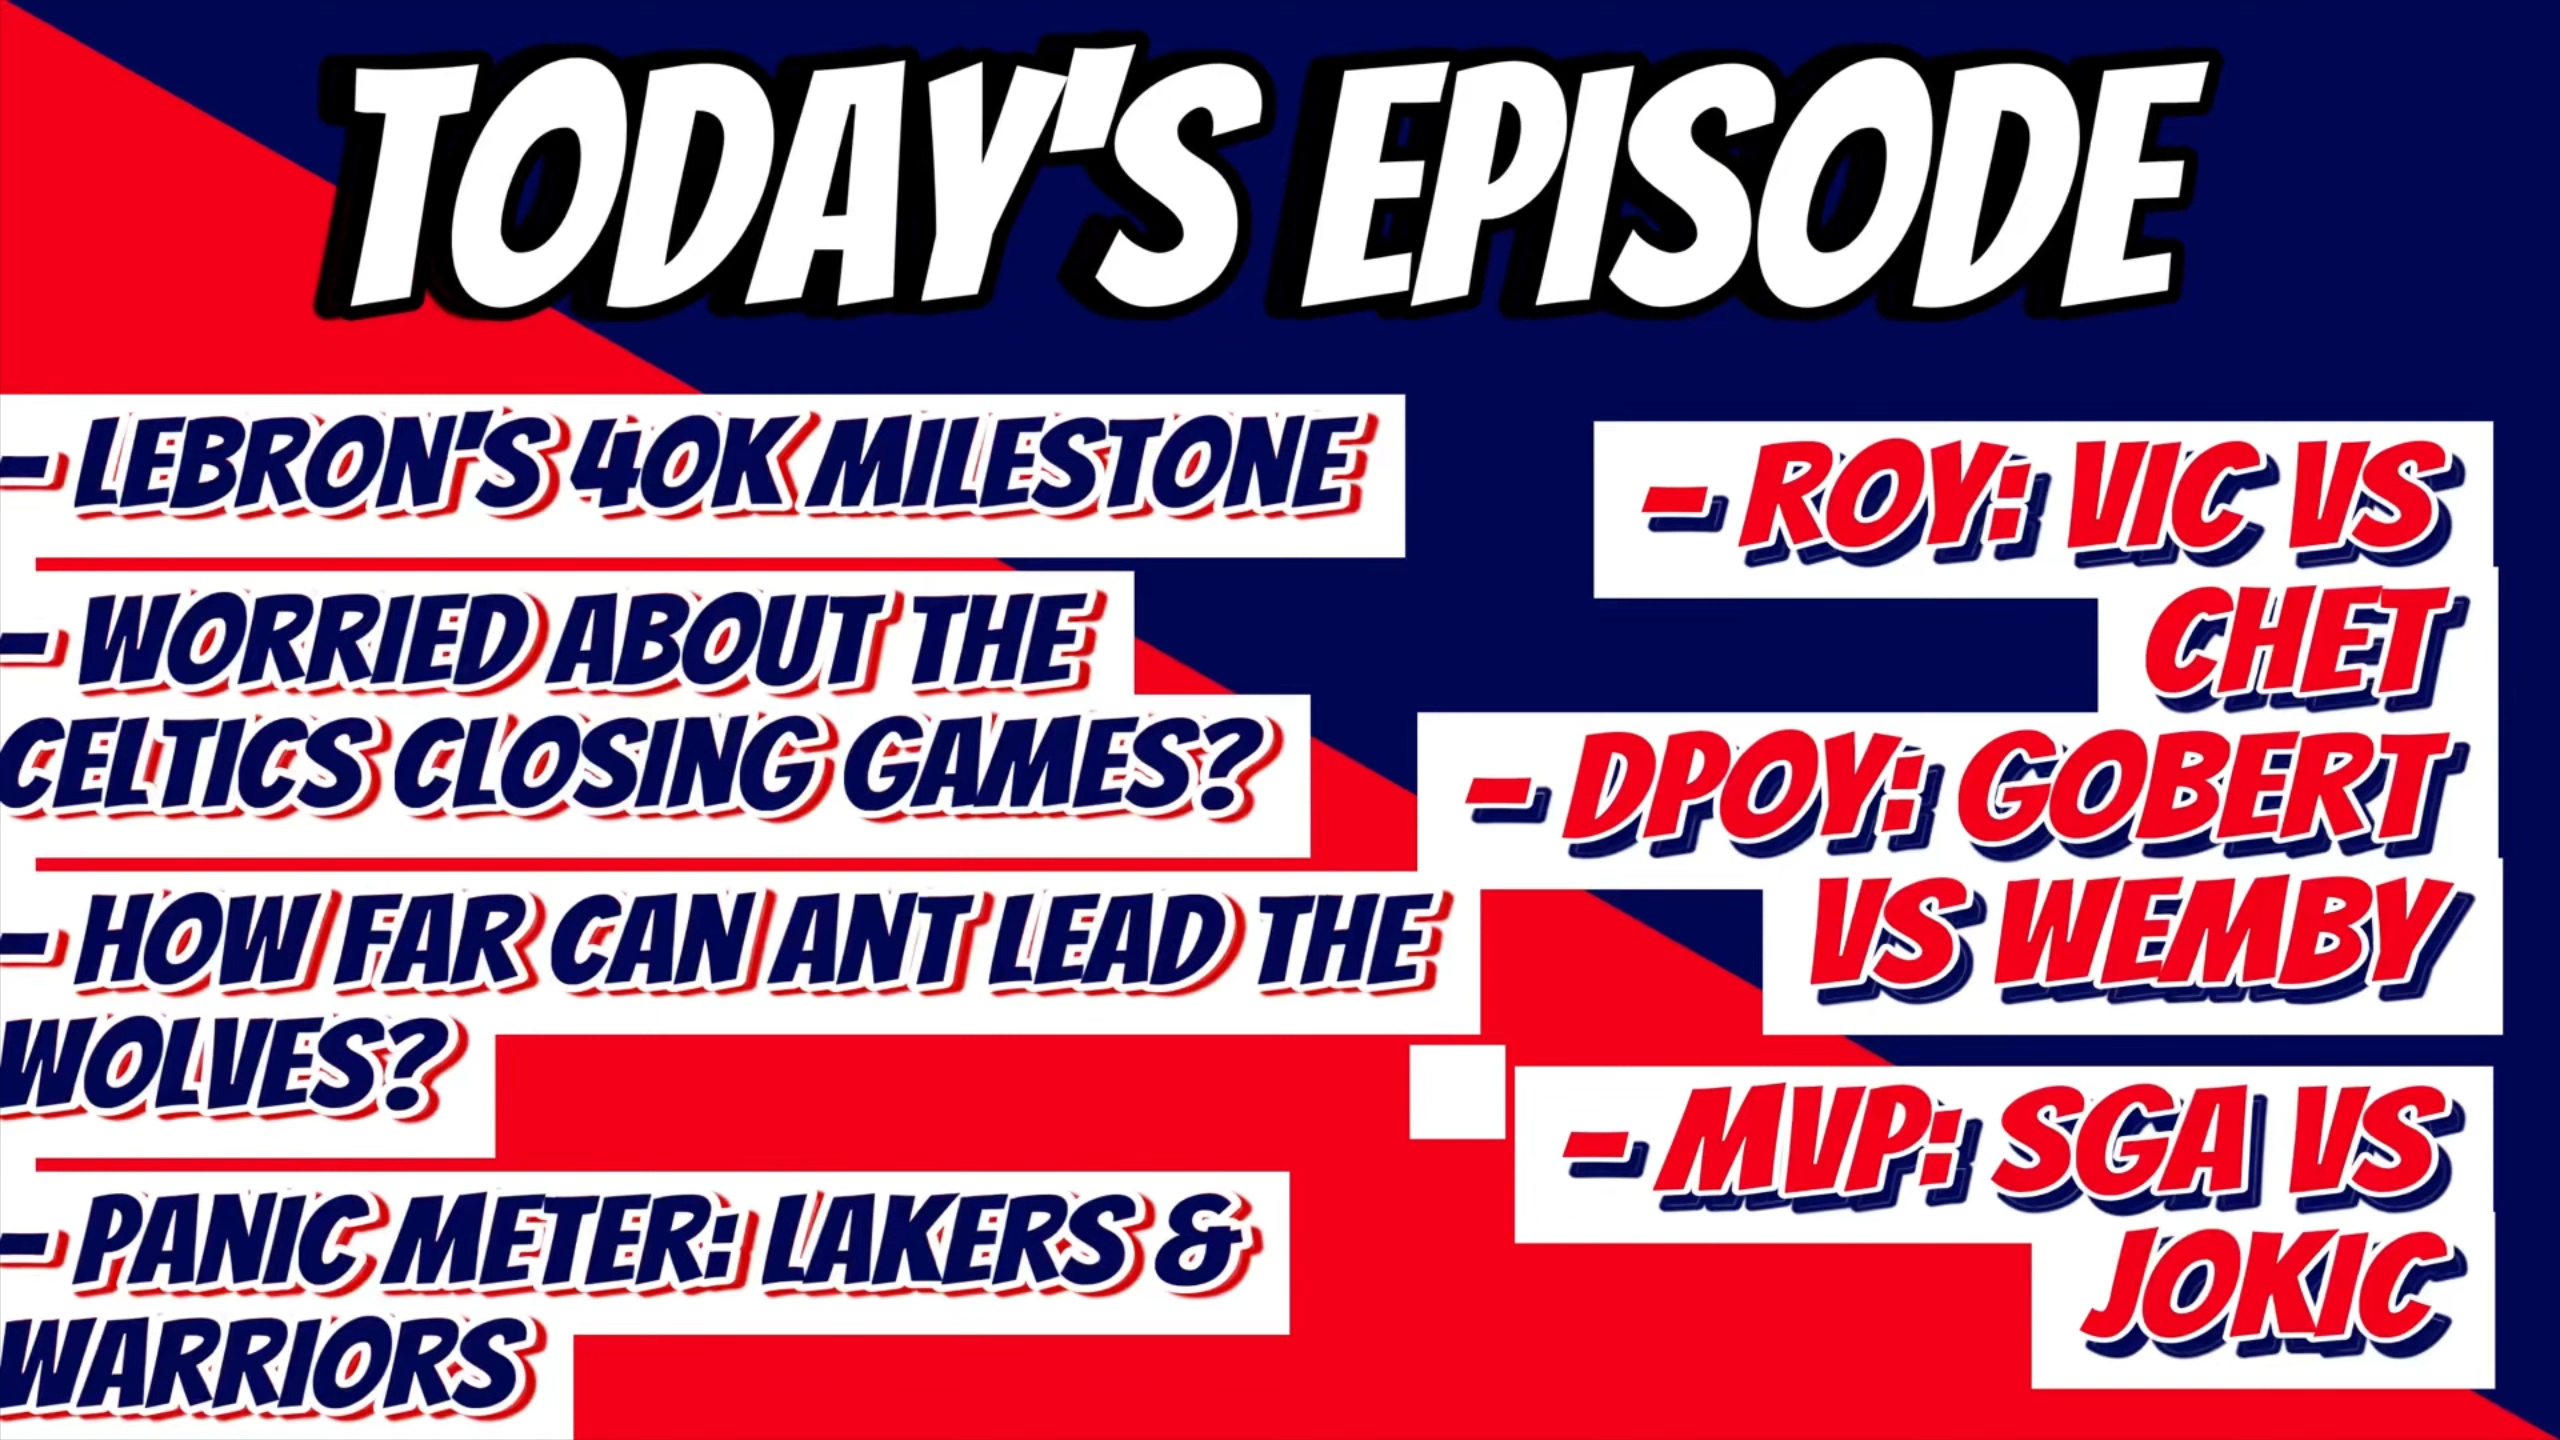 TODAY'S EPISODE
- LEBRON'S 40K MILESTONE
- WORRIED ABOUT THE
CELTICS CLOSING GAMES?
- HOW FAR CAN ANT LEAD THE
WOLVES?
- PANIC METER: LAKERS &
WARRIORS
- ROY: VIC VS
CHET
- DPOY: GOBERT
VS WEMBY
- MVP: SGA VS
JOKIC